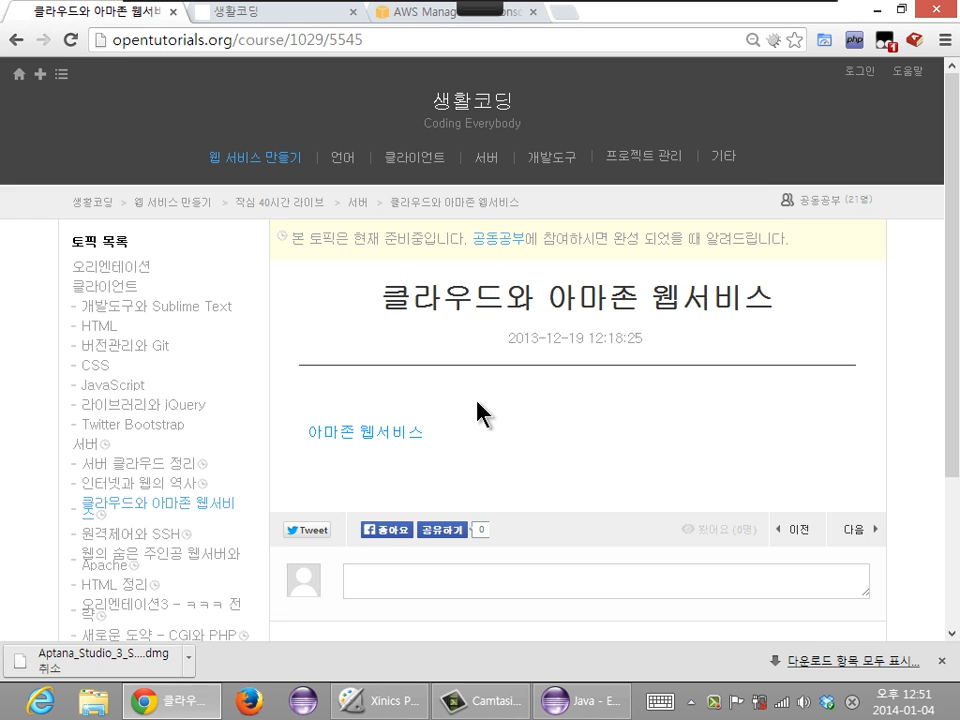 클라우드와 아마존 웹서ㅂ
생활코딩
AWS Manag
opentutorials.org/course/1029/5545
로그인 도움말
생활코딩
Coding Everybody
웹 서비스 만들기 | 언어 | 클라이언트 | 서버 | 개발도구 | 프로젝트 관리 | 기타
생활코딩 > 웹 서비스 만들기 > 작심 40시간 라이브 > 서버 > 클라우드와 아마존 웹서비스
공동공부 (21명)
토픽 목록
오리엔테이션
클라이언트
- 개발도구와 Sublime Text
- HTML
- 버전관리와 Git
- CSS
- JavaScript
- 라이브러리와 jQuery
- Twitter Bootstrap
서버
- 서버 클라우드 정리
- 인터넷과 웹의 역사
- 클라우드와 아마존 웹서비
스
- 원격제어와 SSH
- 웹의 숨은 주인공 웹서버와
Apache
- HTML 정리
- 오리엔테이션3 - ㅋㅋㅋ 전
략
- 새로운 도약 - CGI와 PHP
본 토픽은 현재 준비중입니다. 공동공부에 참여하시면 완성 되었을 때 알려드립니다.
클라우드와 아마존 웹서비스
2013-12-19 12:18:25
아마존 웹서비스
Tweet
좋아요 공유하기 0
봤어요 (0명)
이전
다음
Aptana_Studio_3_S....dmg
취소
다운로드 항목 모두 표시...
클라우...
Xinics P...
Camtasi...
Java - E...
오후 12:51
2014-01-04